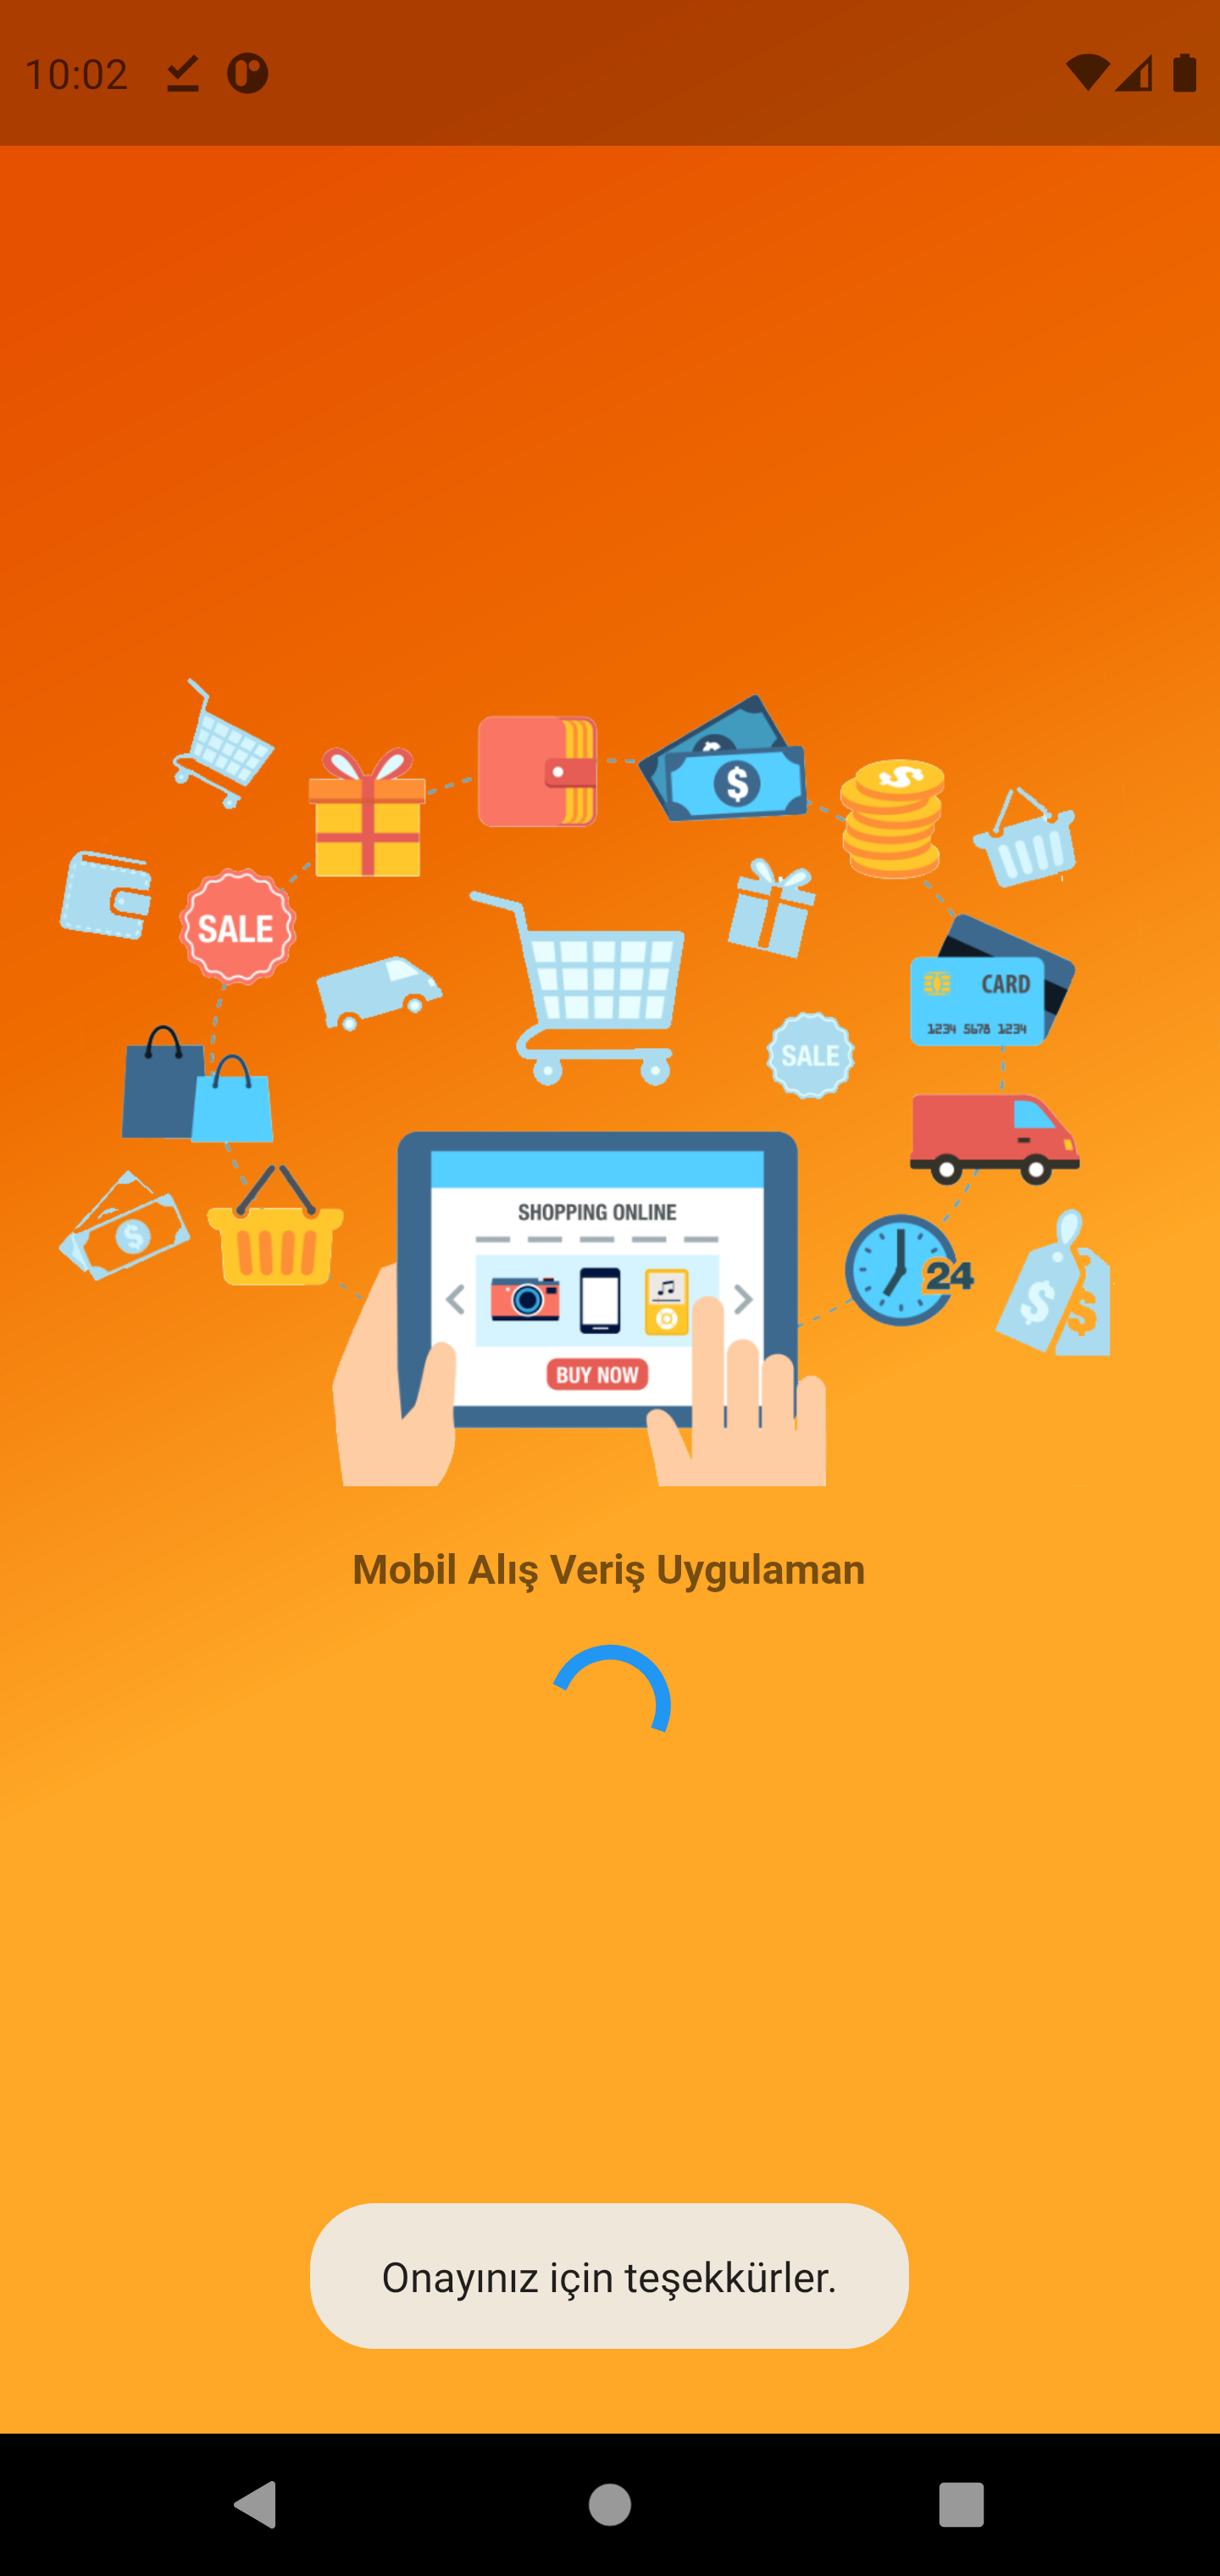 10:02
$
$
SALE
CARD
1234 5678 1234
SALE
$
SHOPPING ONLINE
24
$
$
BUY NOW
Mobil Alış Veriş Uygulaman
Onayınız için teşekkürler.